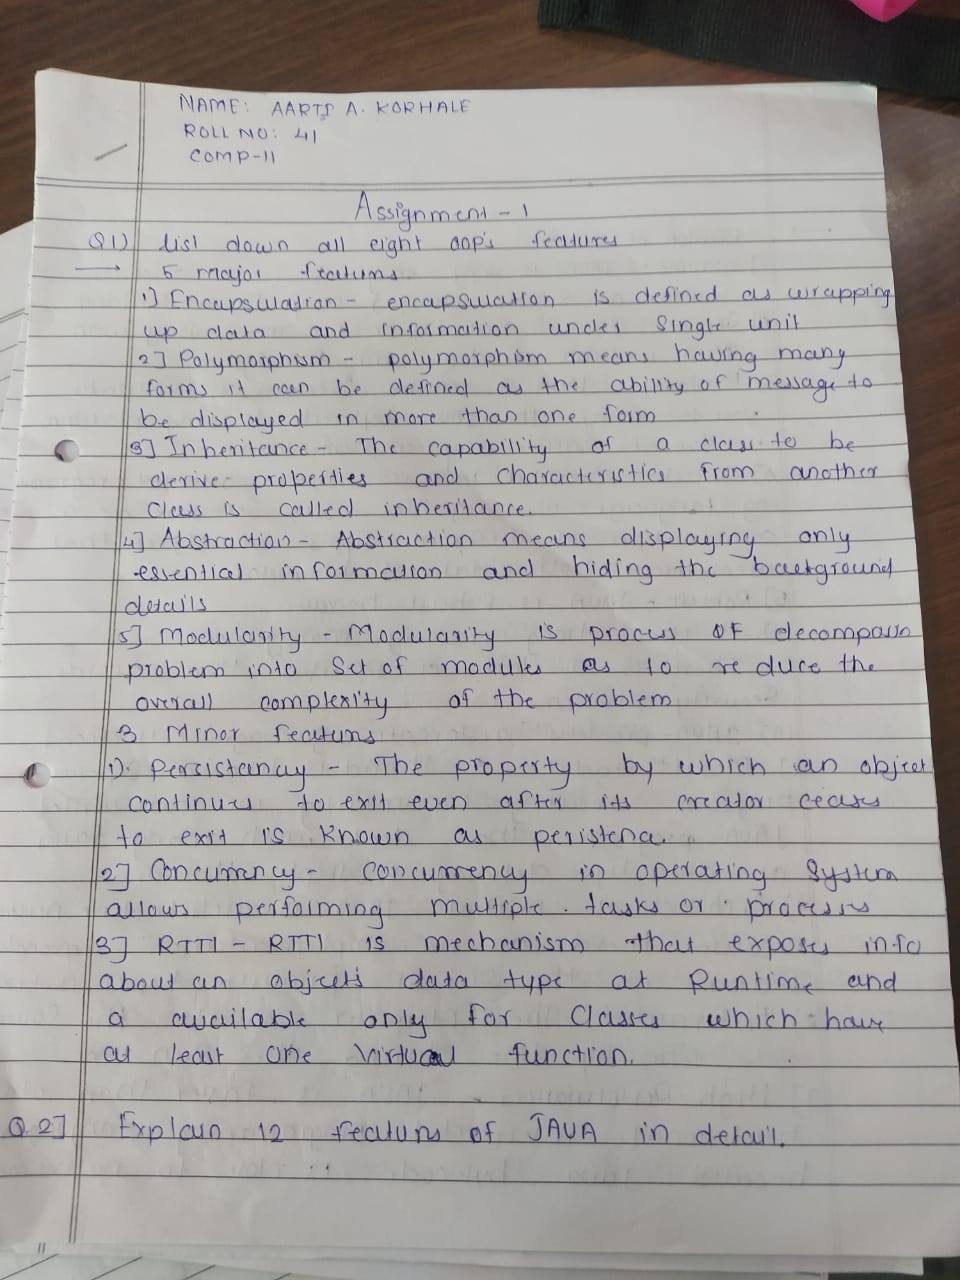 NAME: AARTI A. KORHALE
ROLL NO: 41
COMP-11
Assignment - 1
Q1) list down all eight oop's features
5 major features
1) Encapsulation - encapsulation is defined as wrapping
up data and information under single unit
2] Polymorphism - polymorphism means having many
forms it can be defined as the ability of message to
be displayed in more than one form
3] Inheritance - The capability of a class to be
derive properties and characteristics from another
class is called inheritance.
4] Abstraction - Abstraction means displaying only
essential information and hiding the background
details
5] Modularity - Modularity is process of decomposin
problem into set of modules as to reduce the
overall complexity of the problem
3 Minor features
1). Persistancy - The property by which an object
continues to exit even after its creator ceases
to exit is known as peristena.
2] Concurrency - concurrency in operating system
allows performing multiple tasks or processes
3] RTTI - RTTI is mechanism that exposes info
about an object's data type at Runtime and
a available only for classes which have
at least one virtual function.
Q.2] Explain 12 features of JAVA in detail.